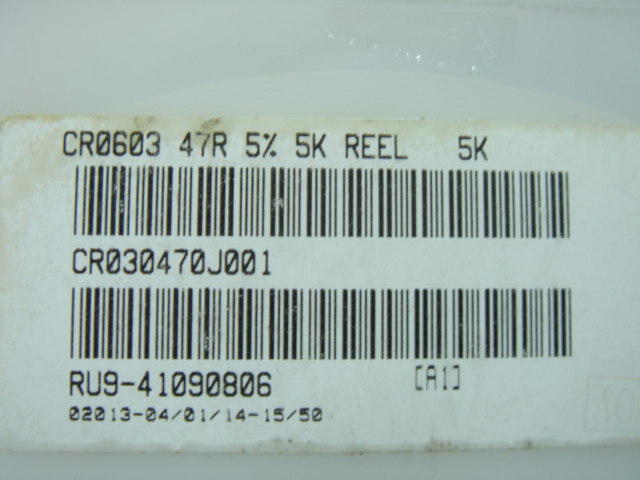 CR0603 47R 5% 5K REEL 5K
CR030470J001
RU9-41090806 [A1]
02013-04/01/14-15/50